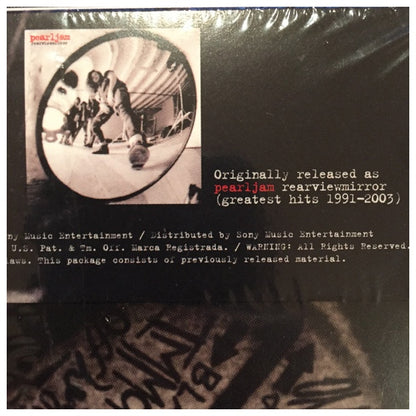 pearljam
rearviewmirror
Originally released as
pearljam rearviewmirror
(greatest hits 1991-2003)
ny Music Entertainment / Distributed by Sony Music Entertainment
U.S. Pat. & Tm. Off. Marca Registrada. / WARNING: All Rights Reserved.
laws. This package consists of previously released material.